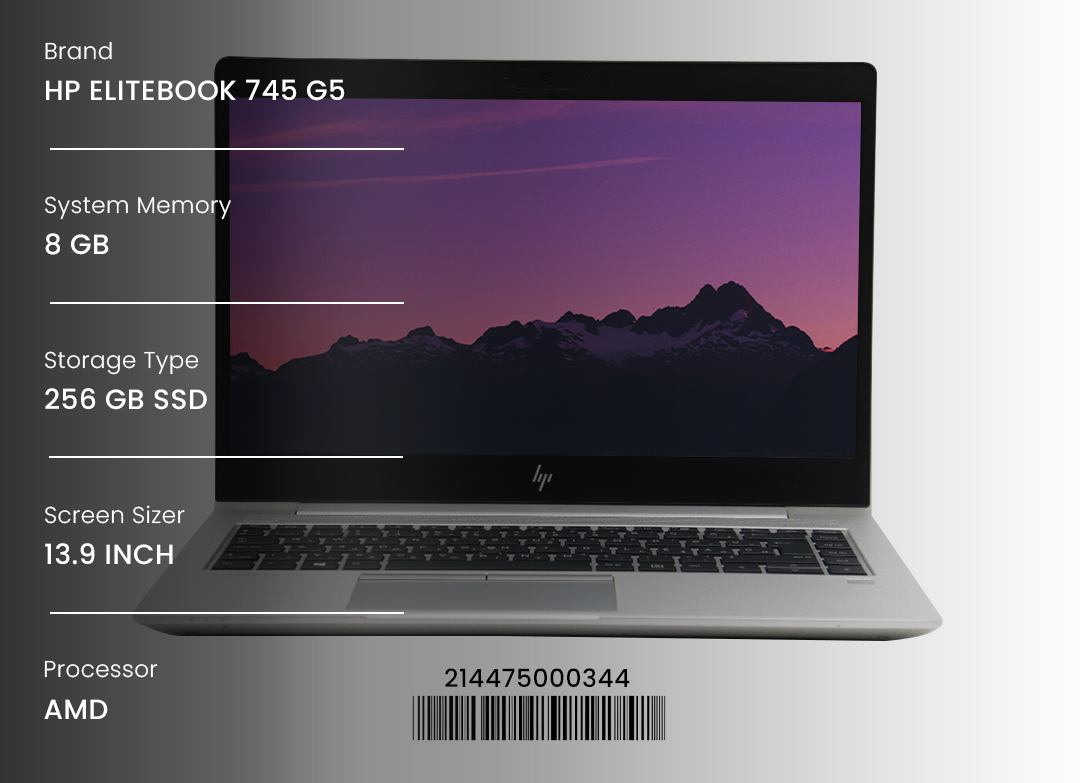 Brand
HP ELITEBOOK 745 G5
System Memory
8 GB
Storage Type
256 GB SSD
Screen Sizer
13.9 INCH
Processor
AMD
hp
214475000344